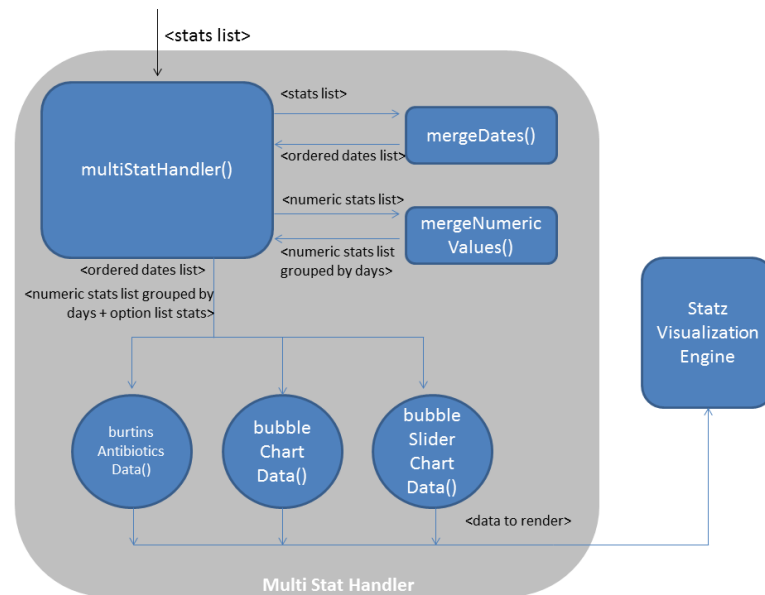 <stats list>
<stats list>
mergeDates()
<ordered dates list>
multiStatHandler()
<numeric stats list>
mergeNumeric
Values()
<numeric stats list
grouped by days>
<ordered dates list>
<numeric stats list grouped by
days + option list stats>
Statz
Visualization
Engine
burtins
Antibiotics
Data()
bubble
Chart
Data()
bubble
Slider
Chart
Data()
<data to render>
Multi Stat Handler